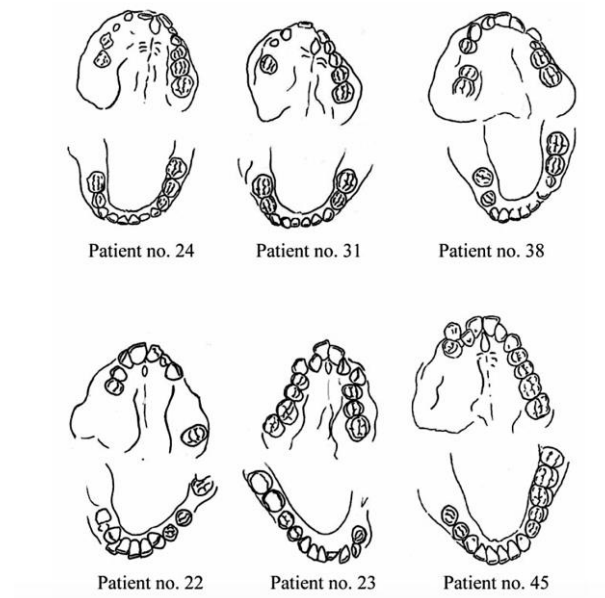 Patient no. 24
Patient no. 31
Patient no. 38
Patient no. 22
Patient no. 23
Patient no. 45